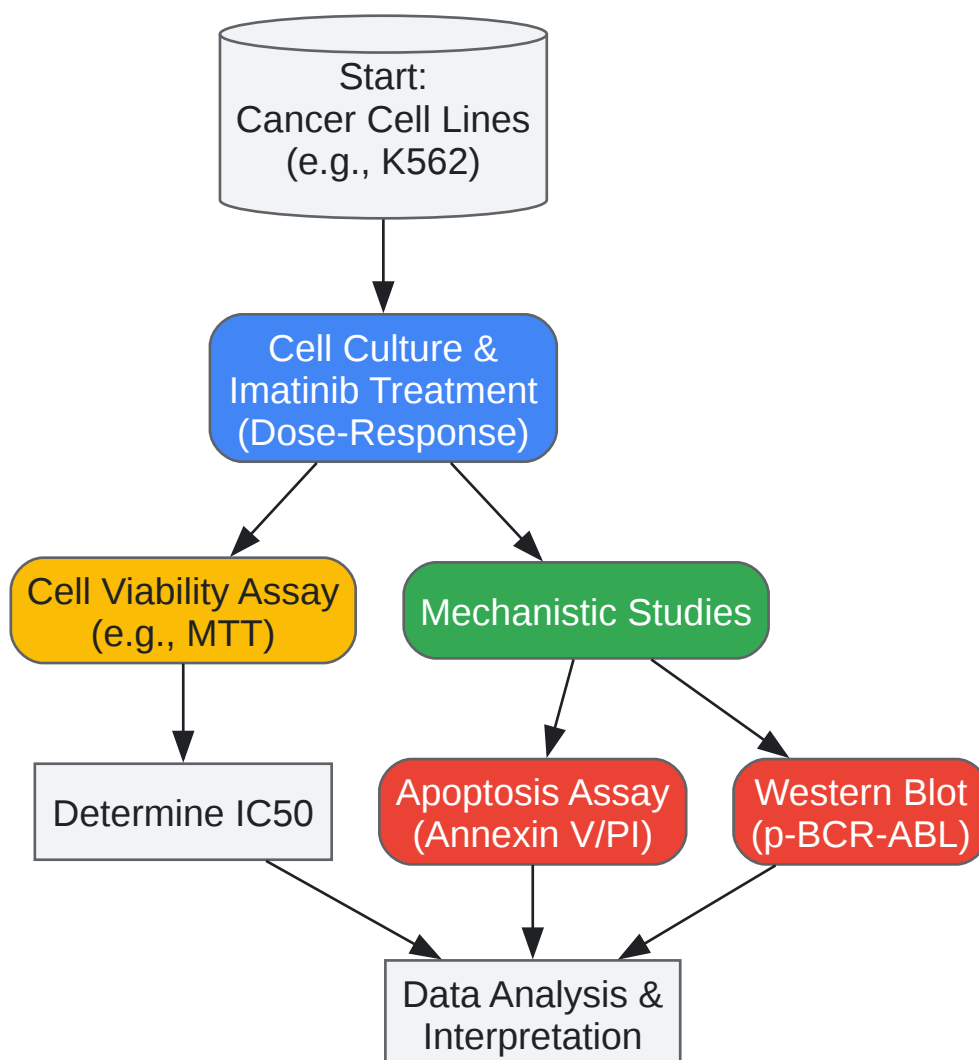 Start:
Cancer Cell Lines
(e.g., K562)
Cell Culture &
Imatinib Treatment
(Dose-Response)
Cell Viability Assay
(e.g., MTT)
Mechanistic Studies
Determine IC50
Apoptosis Assay
(Annexin V/PI)
Western Blot
(p-BCR-ABL)
Data Analysis &
Interpretation